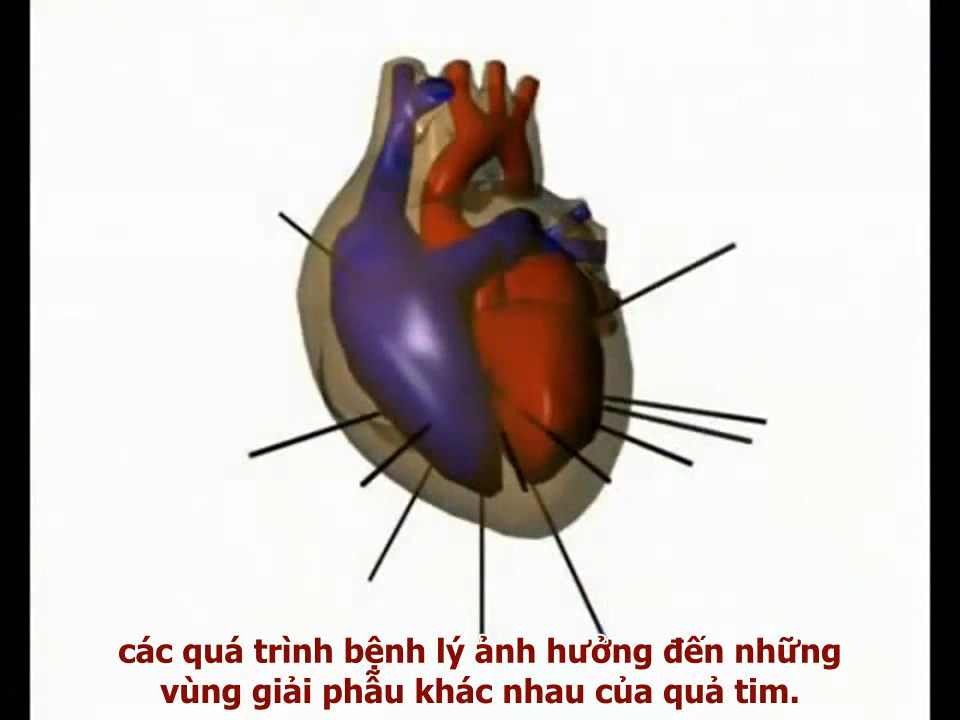 các quá trình bệnh lý ảnh hưởng đến những
vùng giải phẫu khác nhau của quả tim.